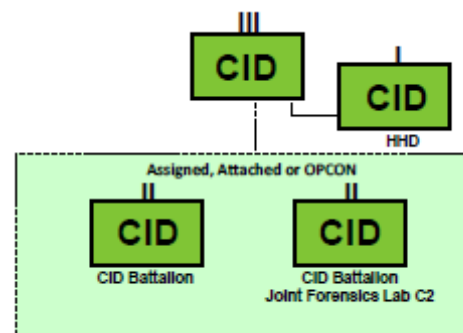 III
CID
I
CID
HHD
Assigned, Attached or OPCON
II
CID
CID Battalion
II
CID
CID Battalion
Joint Forensics Lab C2